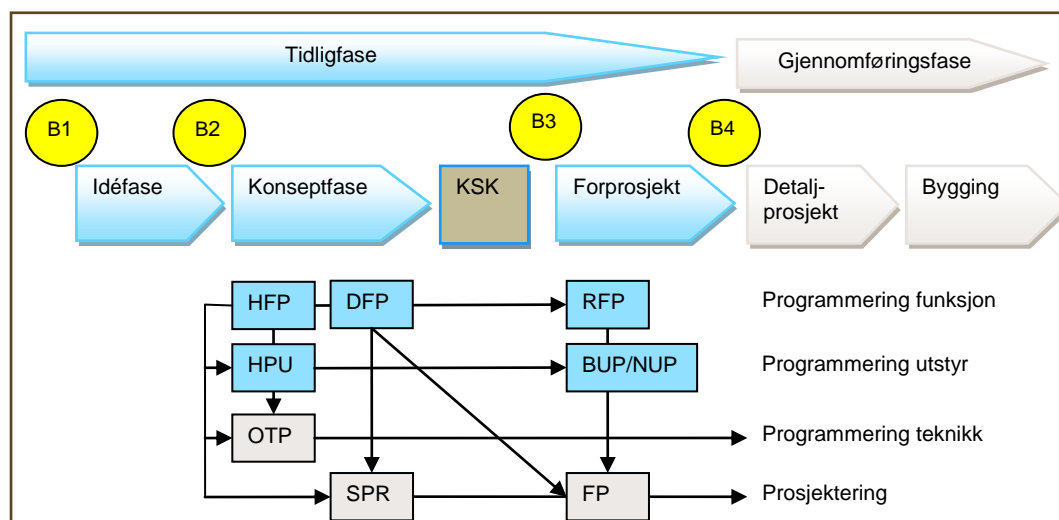 Tidligfase
Gjennomføringsfase
B1
B2
B3
B4
Idéfase
Konseptfase
KSK
Forprosjekt
Detalj-
prosjekt
Bygging
HFP
DFP
RFP
Programmering funksjon
HPU
BUP/NUP
Programmering utstyr
OTP
Programmering teknikk
SPR
FP
Prosjektering